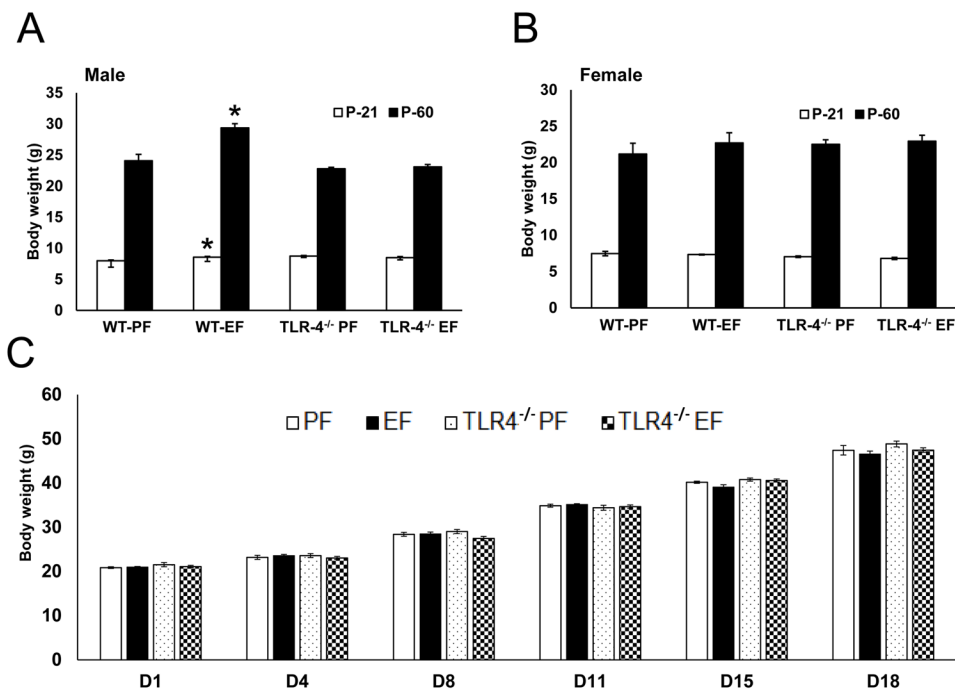 A
Male
P-21 P-60
Body weight (g)
35
30
25
20
15
10
5
0
*
*
WT-PF WT-EF TLR-4⁻/⁻ PF TLR-4⁻/⁻ EF
B
Female
P-21 P-60
Body weight (g)
30
25
20
15
10
5
0
WT-PF WT-EF TLR-4⁻/⁻ PF TLR-4⁻/⁻ EF
C
PF EF TLR4⁻/⁻ PF TLR4⁻/⁻ EF
Body weight (g)
60
50
40
30
20
10
0
D1 D4 D8 D11 D15 D18